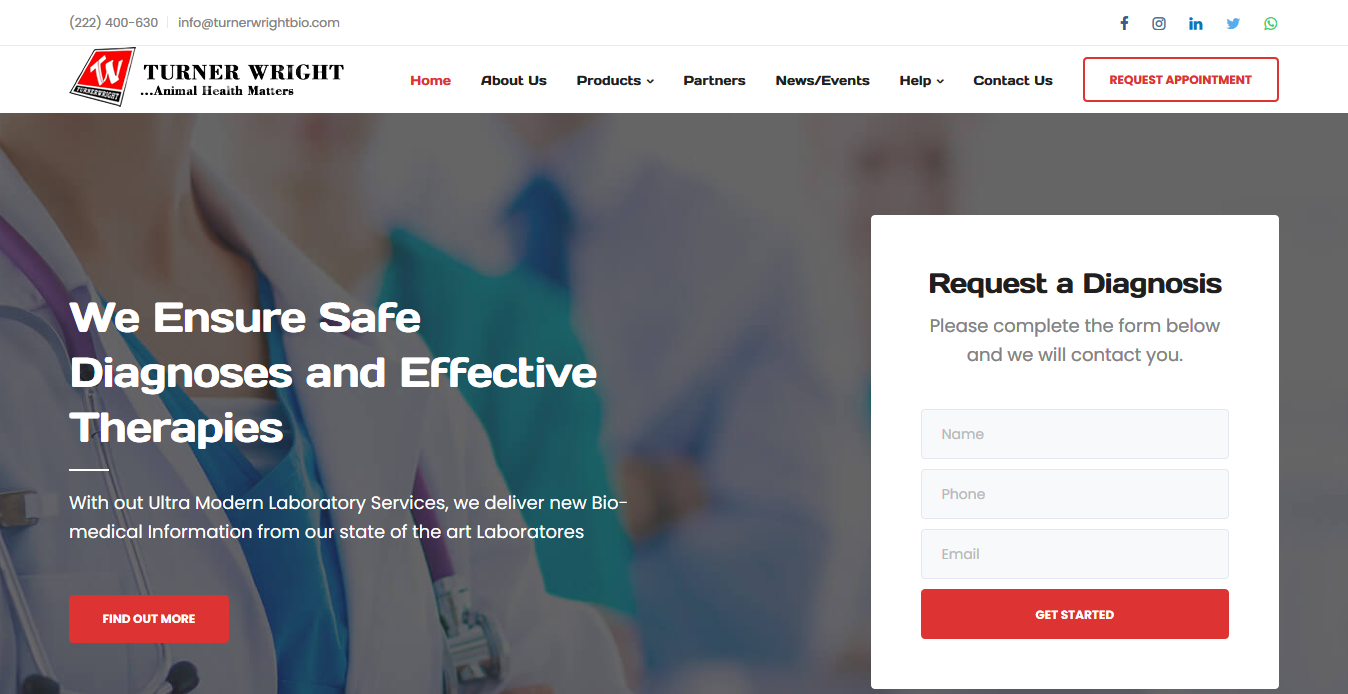 (222) 400-630 info@turnerwrightbio.com
TW
TURNERWRIGHT
TURNER WRIGHT
...Animal Health Matters
Home About Us Products Partners News/Events Help Contact Us REQUEST APPOINTMENT
We Ensure Safe
Diagnoses and Effective
Therapies
With out Ultra Modern Laboratory Services, we deliver new Bio-
medical Information from our state of the art Laboratores
FIND OUT MORE
Request a Diagnosis
Please complete the form below
and we will contact you.
Name
Phone
Email
GET STARTED